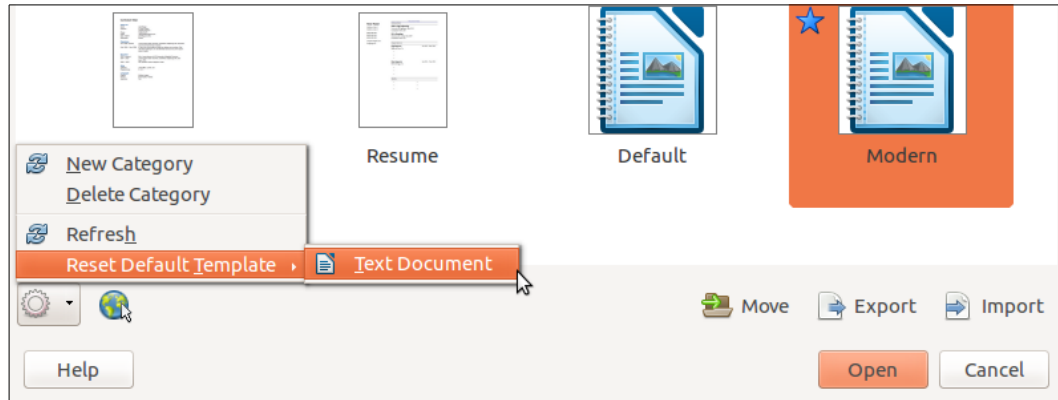 Resume
Default
Modern
New Category
Delete Category
Refresh
Reset Default Template
Text Document
Move
Export
Import
Help
Open
Cancel